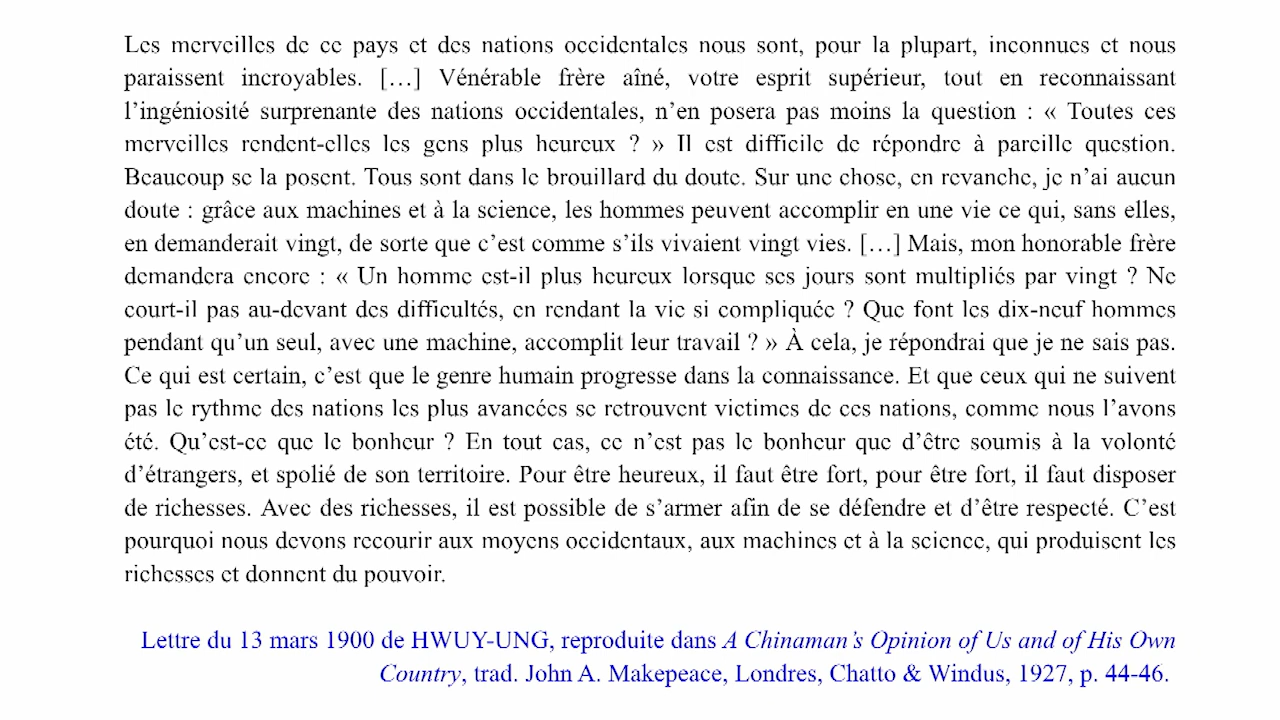 Les merveilles de ce pays et des nations occidentales nous sont, pour la plupart, inconnues et nous
paraissent incroyables. […] Vénérable frère aîné, votre esprit supérieur, tout en reconnaissant
l’ingéniosité surprenante des nations occidentales, n’en posera pas moins la question : « Toutes ces
merveilles rendent-elles les gens plus heureux ? » Il est difficile de répondre à pareille question.
Beaucoup se la posent. Tous sont dans le brouillard du doute. Sur une chose, en revanche, je n’ai aucun
doute : grâce aux machines et à la science, les hommes peuvent accomplir en une vie ce qui, sans elles,
en demanderait vingt, de sorte que c’est comme s’ils vivaient vingt vies. […] Mais, mon honorable frère
demandera encore : « Un homme est-il plus heureux lorsque ses jours sont multipliés par vingt ? Ne
court-il pas au-devant des difficultés, en rendant la vie si compliquée ? Que font les dix-neuf hommes
pendant qu’un seul, avec une machine, accomplit leur travail ? » À cela, je répondrai que je ne sais pas.
Ce qui est certain, c’est que le genre humain progresse dans la connaissance. Et que ceux qui ne suivent
pas le rythme des nations les plus avancées se retrouvent victimes de ces nations, comme nous l’avons
été. Qu’est-ce que le bonheur ? En tout cas, ce n’est pas le bonheur que d’être soumis à la volonté
d’étrangers, et spolié de son territoire. Pour être heureux, il faut être fort, pour être fort, il faut disposer
de richesses. Avec des richesses, il est possible de s’armer afin de se défendre et d’être respecté. C’est
pourquoi nous devons recourir aux moyens occidentaux, aux machines et à la science, qui produisent les
richesses et donnent du pouvoir.
Lettre du 13 mars 1900 de HWUY-UNG, reproduite dans A Chinaman’s Opinion of Us and of His Own
Country, trad. John A. Makepeace, Londres, Chatto & Windus, 1927, p. 44-46.